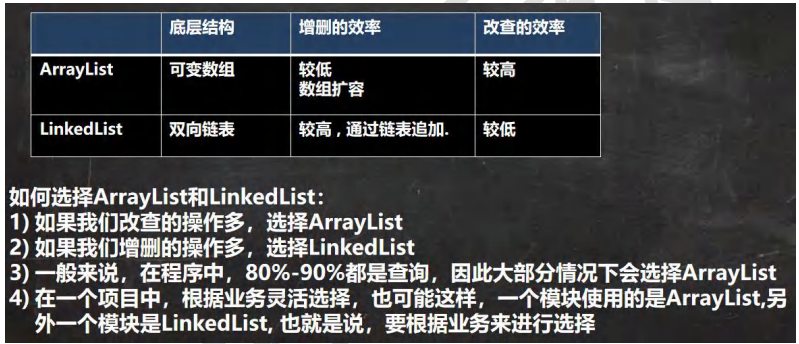 底层结构 增删的效率 改查的效率
ArrayList 可变数组 较低 较高
数组扩容
LinkedList 双向链表 较高，通过链表追加. 较低
如何选择ArrayList和LinkedList：
1) 如果我们改查的操作多，选择ArrayList
2) 如果我们增删的操作多，选择LinkedList
3) 一般来说，在程序中，80%-90%都是查询，因此大部分情况下会选择ArrayList
4) 在一个项目中，根据业务灵活选择，也可能这样，一个模块使用的是ArrayList,另
外一个模块是LinkedList, 也就是说，要根据业务来进行选择